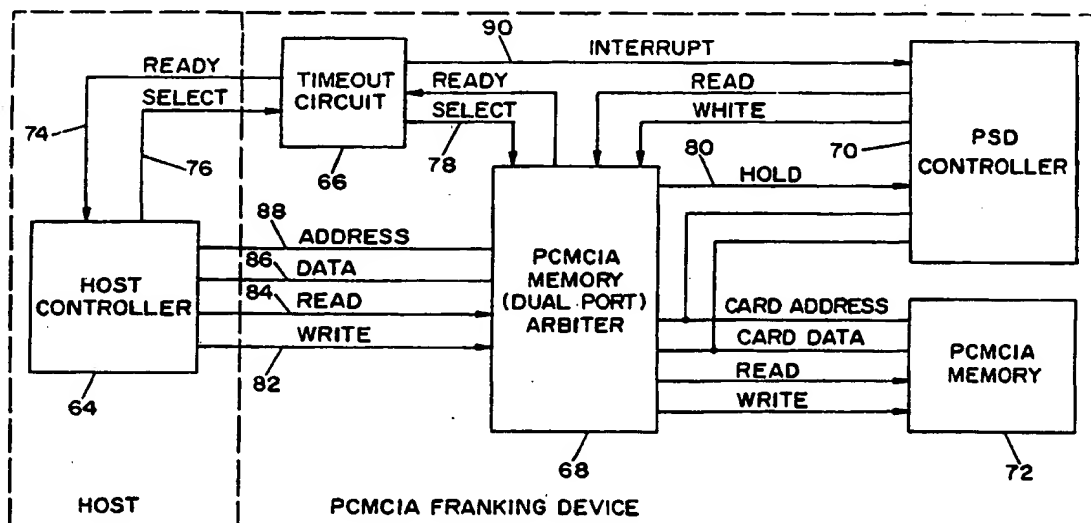 90
INTERRUPT
READY
SELECT
74
76
TIMEOUT
CIRCUIT
66
READY
SELECT
78
READ
WHITE
80
HOLD
70
PSD
CONTROLLER
88
ADDRESS
86
DATA
84
READ
WRITE
82
HOST
CONTROLLER
64
PCMCIA
MEMORY
(DUAL PORT)
ARBITER
68
CARD ADDRESS
CARD DATA
READ
WRITE
PCMCIA
MEMORY
72
HOST
PCMCIA FRANKING DEVICE